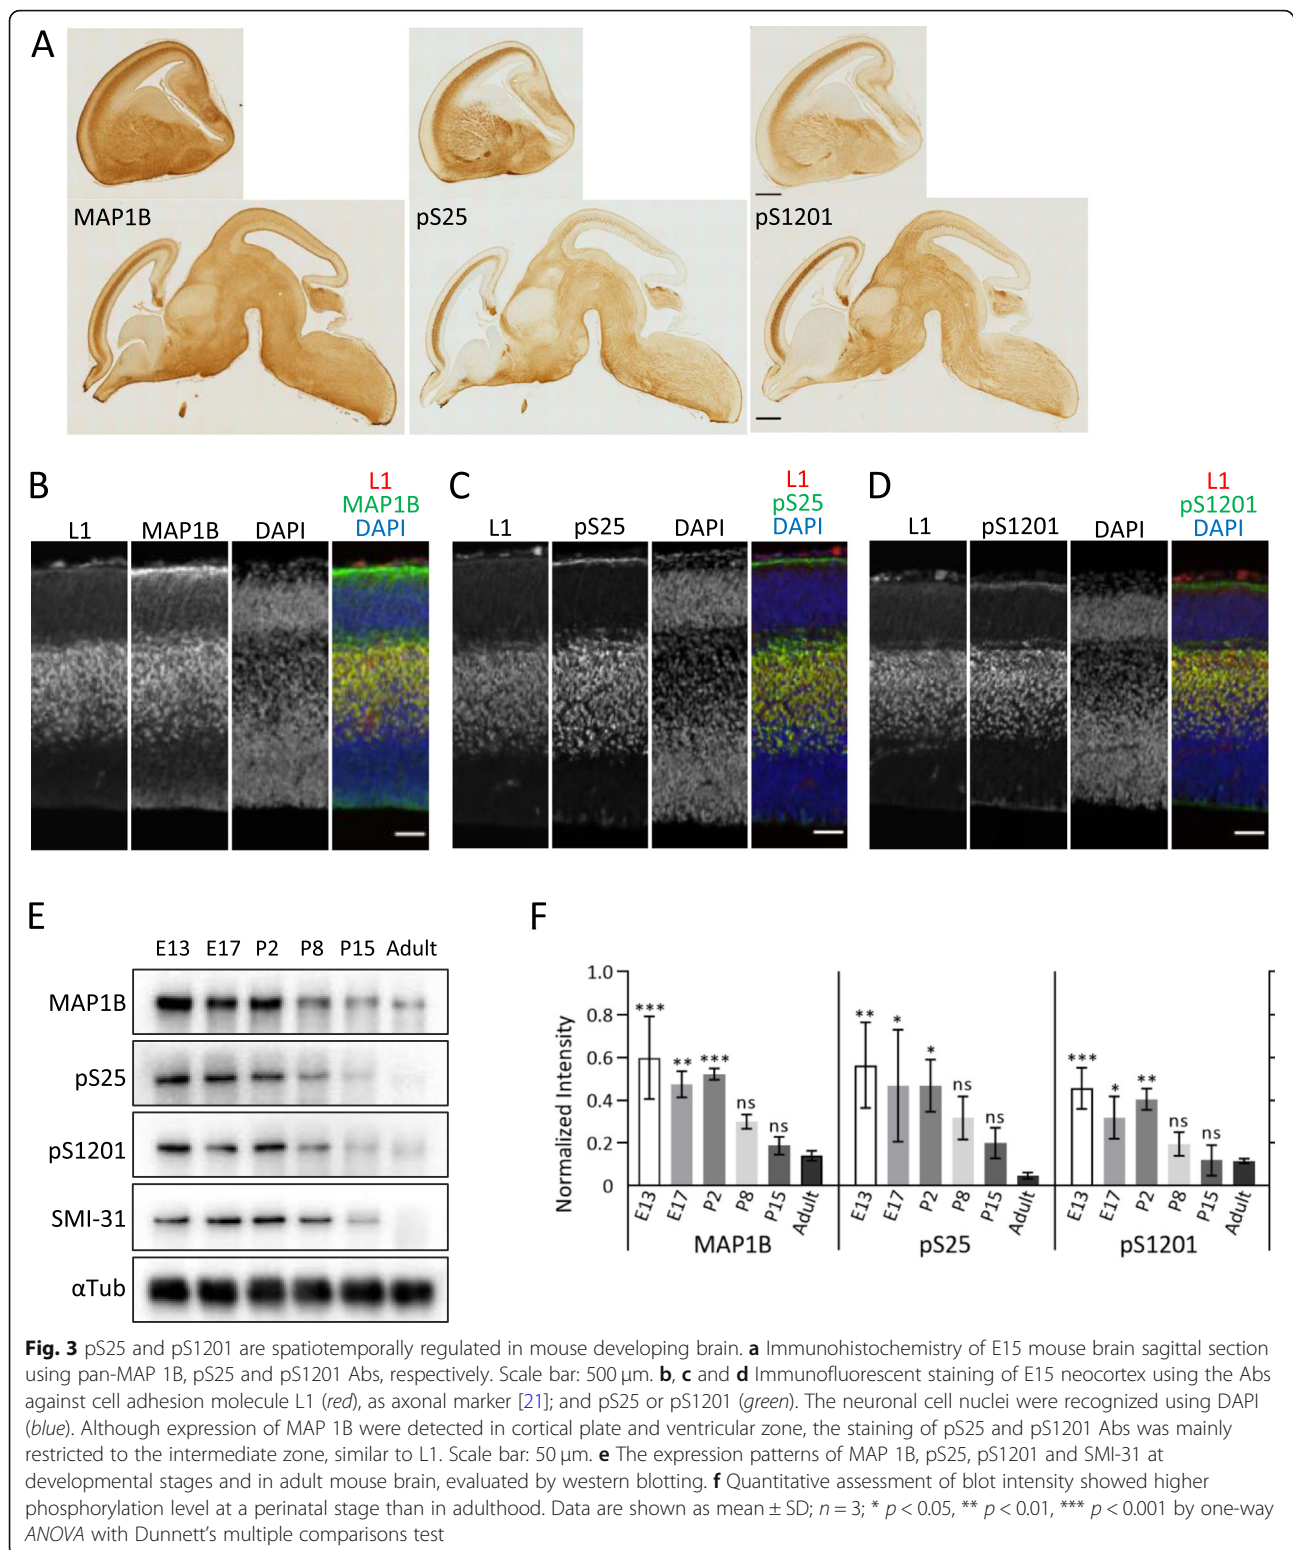 A
MAP1B
pS25
pS1201
B
L1
MAP1B
DAPI
L1
MAP1B
DAPI
C
L1
pS25
DAPI
L1
pS25
DAPI
D
L1
pS1201
DAPI
L1
pS1201
DAPI
E
E13 E17 P2 P8 P15 Adult
MAP1B
pS25
pS1201
SMI-31
αTub
F
Normalized Intensity
1.0
0.8
0.6
0.4
0.2
0
*** ** *** ns ns
** * * ns ns
*** * ** ns ns
E13 E17 P2 P8 P15 Adult
E13 E17 P2 P8 P15 Adult
E13 E17 P2 P8 P15 Adult
MAP1B pS25 pS1201
Fig. 3 pS25 and pS1201 are spatiotemporally regulated in mouse developing brain. a Immunohistochemistry of E15 mouse brain sagittal section
using pan-MAP 1B, pS25 and pS1201 Abs, respectively. Scale bar: 500 μm. b, c and d Immunofluorescent staining of E15 neocortex using the Abs
against cell adhesion molecule L1 (red), as axonal marker [21]; and pS25 or pS1201 (green). The neuronal cell nuclei were recognized using DAPI
(blue). Although expression of MAP 1B were detected in cortical plate and ventricular zone, the staining of pS25 and pS1201 Abs was mainly
restricted to the intermediate zone, similar to L1. Scale bar: 50 μm. e The expression patterns of MAP 1B, pS25, pS1201 and SMI-31 at
developmental stages and in adult mouse brain, evaluated by western blotting. f Quantitative assessment of blot intensity showed higher
phosphorylation level at a perinatal stage than in adulthood. Data are shown as mean ± SD; n = 3; * p < 0.05, ** p < 0.01, *** p < 0.001 by one-way
ANOVA with Dunnett's multiple comparisons test